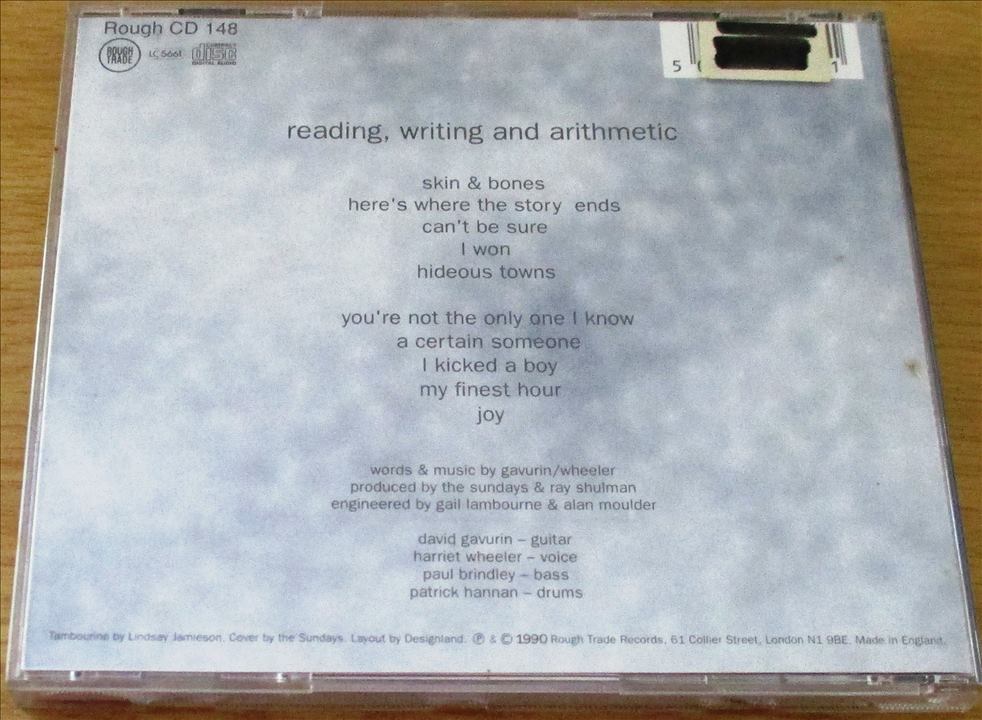 Rough CD 148
ROUGH TRADE
LC 5661
COMPACT disc DIGITAL AUDIO
5
1
reading, writing and arithmetic
skin & bones
here's where the story ends
can't be sure
I won
hideous towns
you're not the only one I know
a certain someone
I kicked a boy
my finest hour
joy
words & music by gavurin/wheeler
produced by the sundays & ray shulman
engineered by gail lambourne & alan moulder
david gavurin – guitar
harriet wheeler – voice
paul brindley – bass
patrick hannan – drums
Tambourine by Lindsay Jamieson. Cover by the Sundays. Layout by Designland. ℗ & © 1990 Rough Trade Records, 61 Collier Street, London N1 9BE. Made in England.